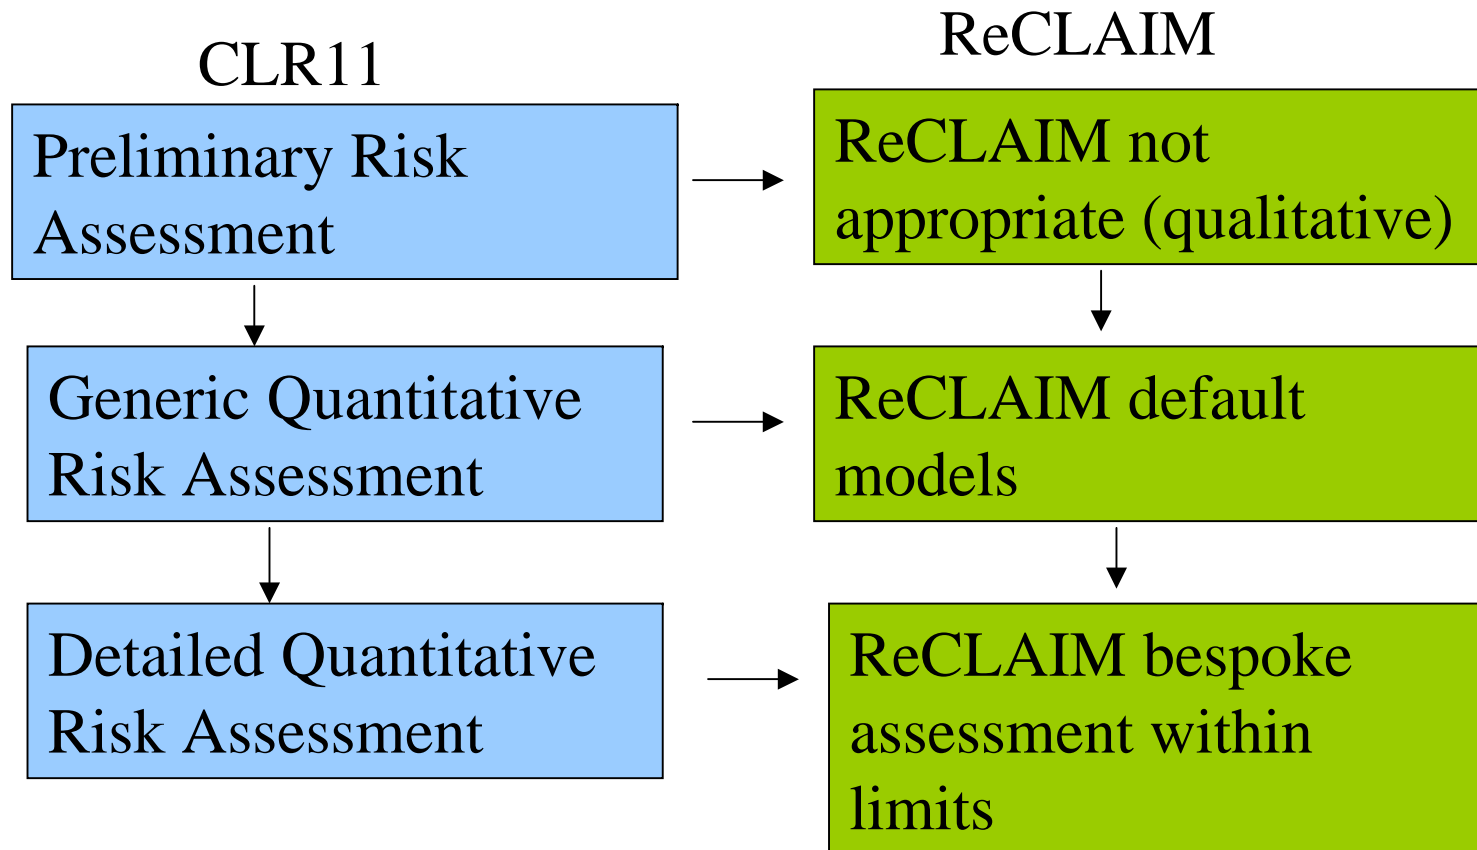 CLR11
ReCLAIM
Preliminary Risk
Assessment
ReCLAIM not
appropriate (qualitative)
Generic Quantitative
Risk Assessment
ReCLAIM default
models
Detailed Quantitative
Risk Assessment
ReCLAIM bespoke
assessment within
limits